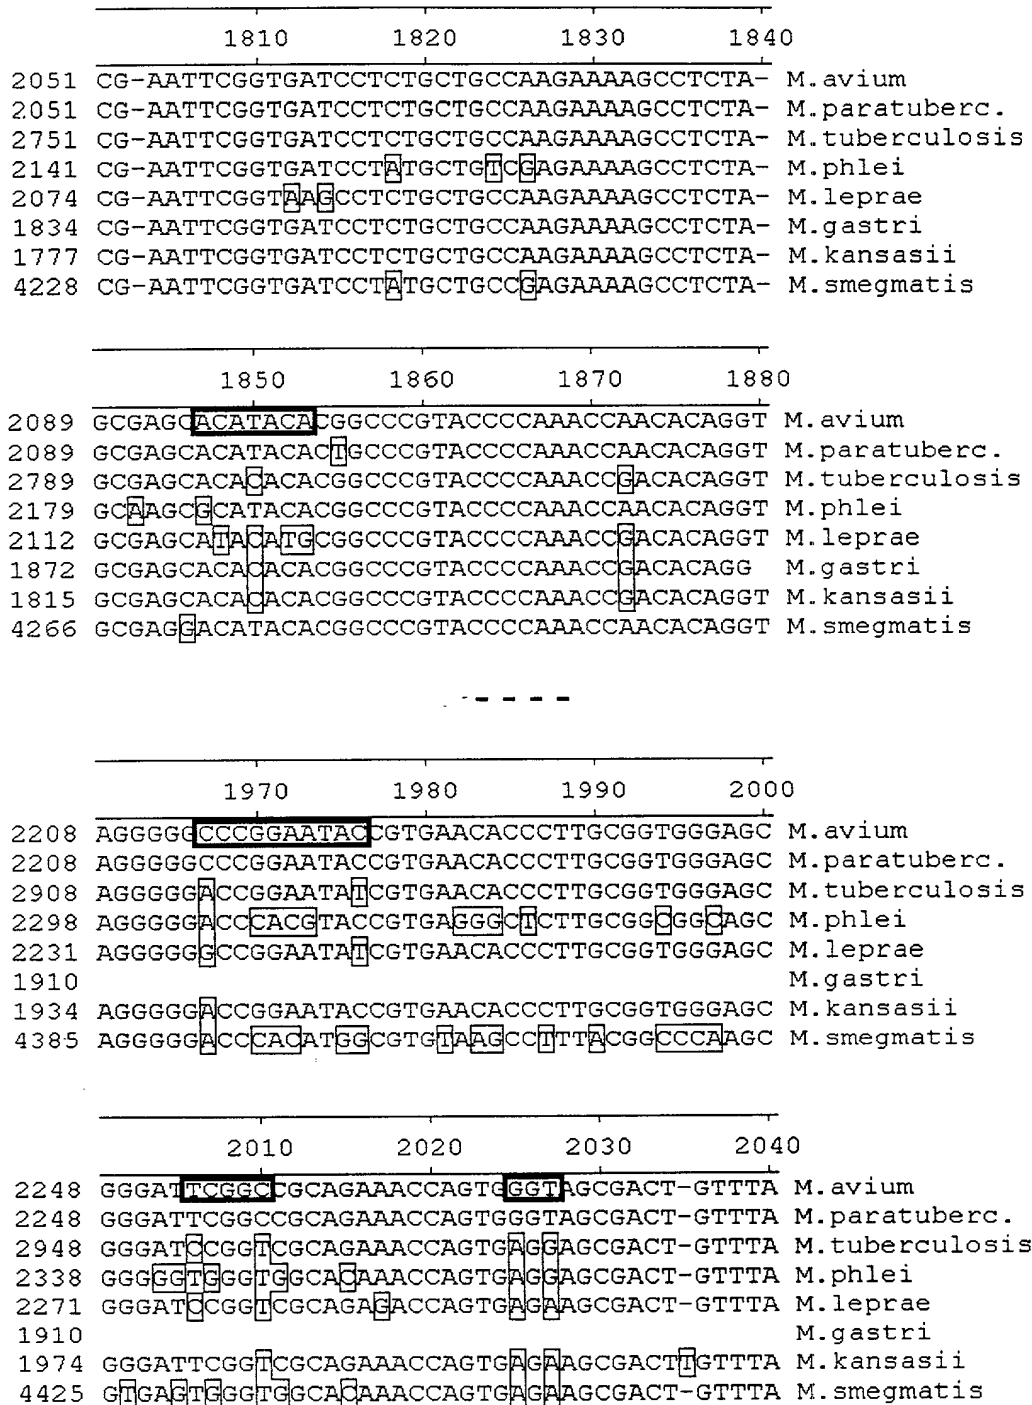 1810 1820 1830 1840
2051 CG-AATTCGGTGATCCTCTGCTGCCAAGAAAAGCCTCTA- M.avium
2051 CG-AATTCGGTGATCCTCTGCTGCCAAGAAAAGCCTCTA- M.paratuberc.
2751 CG-AATTCGGTGATCCTCTGCTGCCAAGAAAAGCCTCTA- M.tuberculosis
2141 CG-AATTCGGTGATCCTATGCTGTCGAGAAAAGCCTCTA- M.phlei
2074 CG-AATTCGGTAAGCCTCTGCTGCCAAGAAAAGCCTCTA- M.leprae
1834 CG-AATTCGGTGATCCTCTGCTGCCAAGAAAAGCCTCTA- M.gastri
1777 CG-AATTCGGTGATCCTCTGCTGCCAAGAAAAGCCTCTA- M.kansasii
4228 CG-AATTCGGTGATCCTATGCTGCCGAGAAAAGCCTCTA- M.smegmatis
1850 1860 1870 1880
2089 GCGAGCACATACACGGCCCGTACCCCAAACCAACACAGGT M.avium
2089 GCGAGCACATACACTGCCCGTACCCCAAACCAACACAGGT M.paratuberc.
2789 GCGAGCACACACACGGCCCGTACCCCAAACCGACACAGGT M.tuberculosis
2179 GCAAGCGCATACACGGCCCGTACCCCAAACCAACACAGGT M.phlei
2112 GCGAGCATACATGCGGCCCGTACCCCAAACCGACACAGGT M.leprae
1872 GCGAGCACACACACGGCCCGTACCCCAAACCGACACAGG M.gastri
1815 GCGAGCACACACACGGCCCGTACCCCAAACCGACACAGGT M.kansasii
4266 GCGAGGACATACACGGCCCGTACCCCAAACCAACACAGGT M.smegmatis
- - - -
1970 1980 1990 2000
2208 AGGGGGCCCGGAATACCGTGAACACCCTTGCGGTGGGAGC M.avium
2208 AGGGGGCCCGGAATACCGTGAACACCCTTGCGGTGGGAGC M.paratuberc.
2908 AGGGGGACCGGAATATCGTGAACACCCTTGCGGTGGGAGC M.tuberculosis
2298 AGGGGGACCCACGTACCGTGAGGGCTCTTGCGGCGGCAGC M.phlei
2231 AGGGGGGCCGGAATATCGTGAACACCCTTGCGGTGGGAGC M.leprae
1910 M.gastri
1934 AGGGGGACCGGAATACCGTGAACACCCTTGCGGTGGGAGC M.kansasii
4385 AGGGGGACCCACATGGCGTGTAAGCCTTTACGGCCCAAGC M.smegmatis
2010 2020 2030 2040
2248 GGGATTCGGCCGCAGAAACCAGTGGGTAGCGACT-GTTTA M.avium
2248 GGGATTCGGCCGCAGAAACCAGTGGGTAGCGACT-GTTTA M.paratuberc.
2948 GGGATCCGGTCGCAGAAACCAGTGAGGAGCGACT-GTTTA M.tuberculosis
2338 GGGGGTGGGTGGCACAAACCAGTGAGGAGCGACT-GTTTA M.phlei
2271 GGGATCCGGTCGCAGAGACCAGTGAGAAGCGACT-GTTTA M.leprae
1910 M.gastri
1974 GGGATTCGGTCGCAGAAACCAGTGAGAAGCGACTTGTTTA M.kansasii
4425 GTGAGTGGGTGGCACAAACCAGTGAGAAGCGACT-GTTTA M.smegmatis